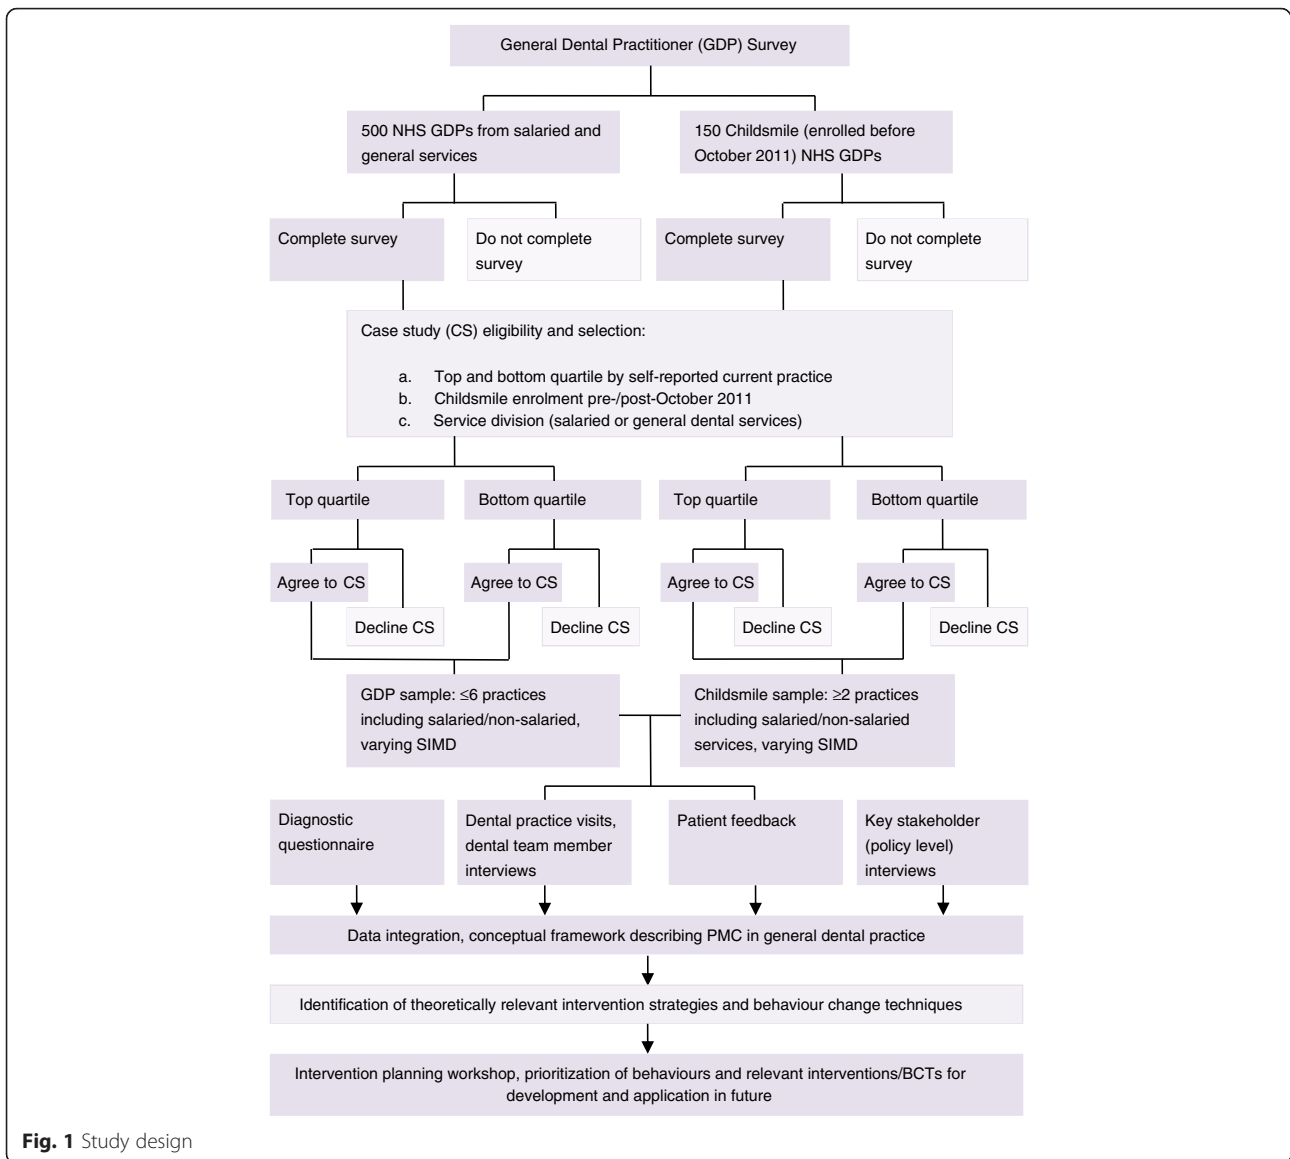 General Dental Practitioner (GDP) Survey
500 NHS GDPs from salaried and
general services
150 Childsmile (enrolled before
October 2011) NHS GDPs
Complete survey
Do not complete
survey
Complete survey
Do not complete
survey
Case study (CS) eligibility and selection:
a. Top and bottom quartile by self-reported current practice
b. Childsmile enrolment pre-/post-October 2011
c. Service division (salaried or general dental services)
Top quartile
Bottom quartile
Top quartile
Bottom quartile
Agree to CS
Agree to CS
Agree to CS
Agree to CS
Decline CS
Decline CS
Decline CS
Decline CS
GDP sample: ≤6 practices
including salaried/non-salaried,
varying SIMD
Childsmile sample: ≥2 practices
including salaried/non-salaried
services, varying SIMD
Diagnostic
questionnaire
Dental practice visits,
dental team member
interviews
Patient feedback
Key stakeholder
(policy level)
interviews
Data integration, conceptual framework describing PMC in general dental practice
Identification of theoretically relevant intervention strategies and behaviour change techniques
Intervention planning workshop, prioritization of behaviours and relevant interventions/BCTs for
development and application in future
Fig. 1 Study design